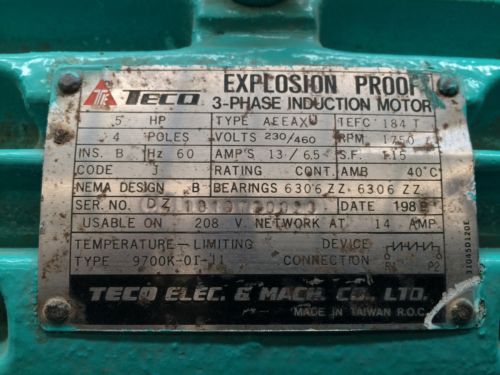 TECO EXPLOSION PROOF
3-PHASE INDUCTION MOTOR
5 HP TYPE AEEAXU TEFC 184 T
4 POLES VOLTS 230/460 RPM 1750
INS. B Hz 60 AMP'S 13 / 6.5 S.F. 1.15
CODE J RATING CONT. AMB 40°C
NEMA DESIGN B BEARINGS 6306 ZZ-6306 ZZ
SER. NO. DZ 198
USABLE ON 208 V. NETWORK AT 14 AMP
TEMPERATURE-LIMITING DEVICE
TYPE 9700K-01-11 CONNECTION P1 P2
TECO ELEC. & MACH. CO., LTD.
MADE IN TAIWAN R.O.C.
31045D120E